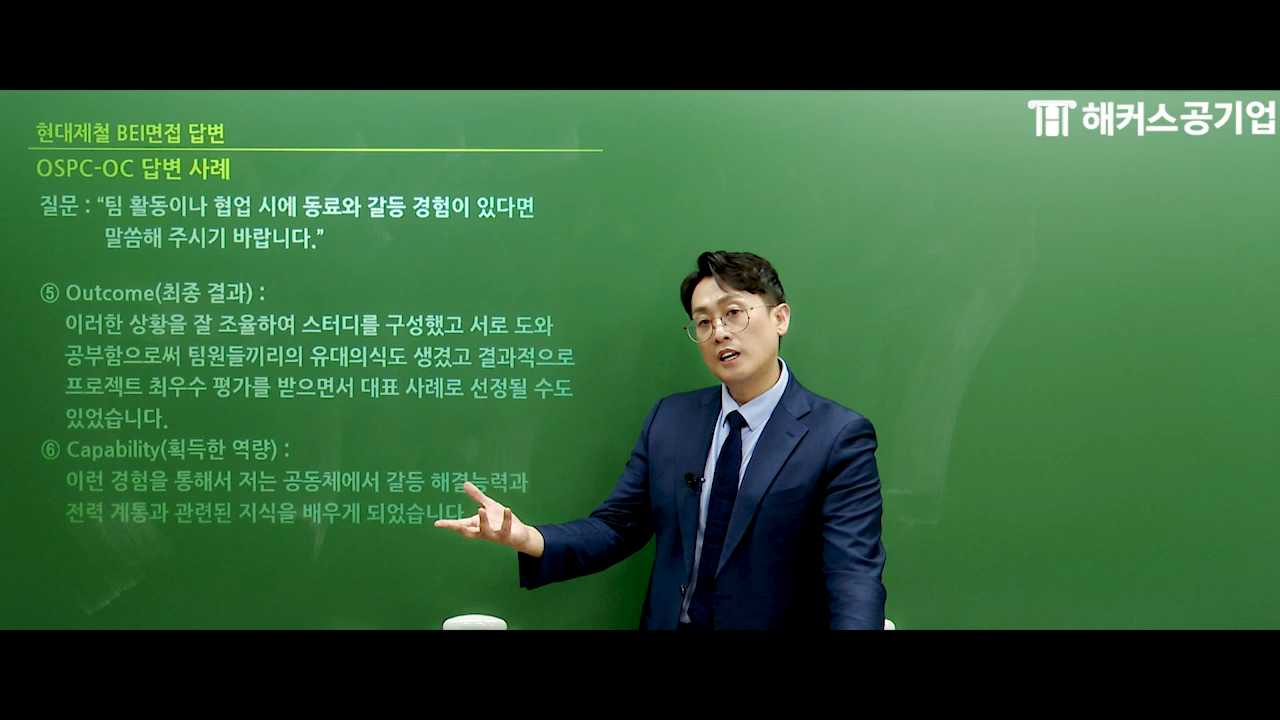 해커스공기업
현대제철 BEI면접 답변
OSPC-OC 답변 사례
질문 : “팀 활동이나 협업 시에 동료와 갈등 경험이 있다면
말씀해 주시기 바랍니다.”
⑤ Outcome(최종 결과) :
이러한 상황을 잘 조율하여 스터디를 구성했고 서로 도와
공부함으로써 팀원들끼리의 유대의식도 생겼고 결과적으로
프로젝트 최우수 평가를 받으면서 대표 사례로 선정될 수도
있었습니다.
⑥ Capability(획득한 역량) :
이런 경험을 통해서 저는 공동체에서 갈등 해결능력과
전력 계통과 관련된 지식을 배우게 되었습니다